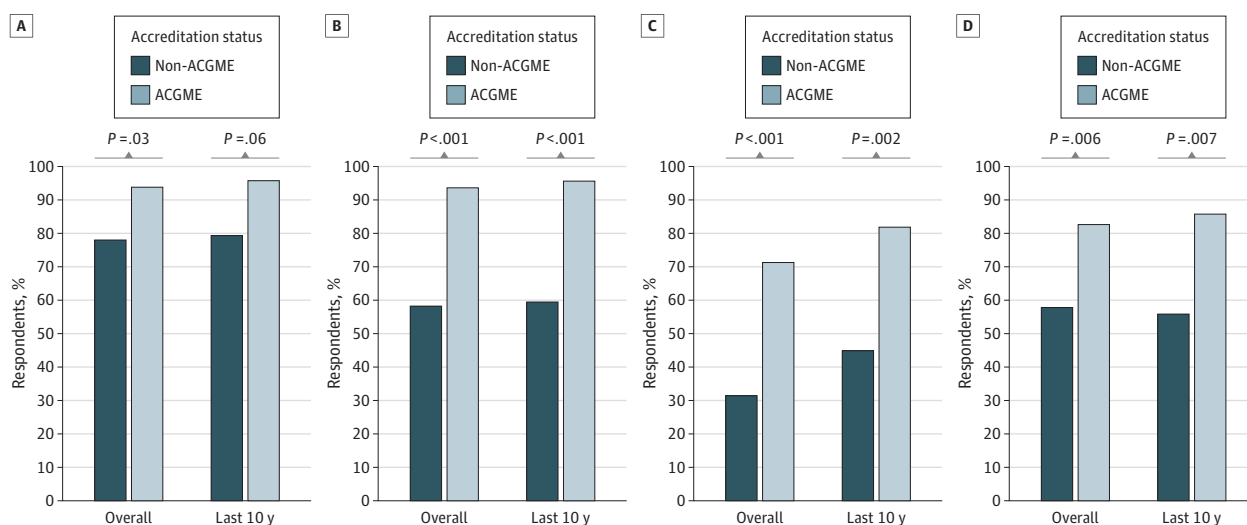 A
Accreditation status
Non-ACGME
ACGME
P=.03
P=.06
100
90
80
70
60
50
40
30
20
10
0
Respondents, %
Overall
Last 10 y
B
Accreditation status
Non-ACGME
ACGME
P<.001
P<.001
100
90
80
70
60
50
40
30
20
10
0
Respondents, %
Overall
Last 10 y
C
Accreditation status
Non-ACGME
ACGME
P<.001
P=.002
100
90
80
70
60
50
40
30
20
10
0
Respondents, %
Overall
Last 10 y
D
Accreditation status
Non-ACGME
ACGME
P=.006
P=.007
100
90
80
70
60
50
40
30
20
10
0
Respondents, %
Overall
Last 10 y